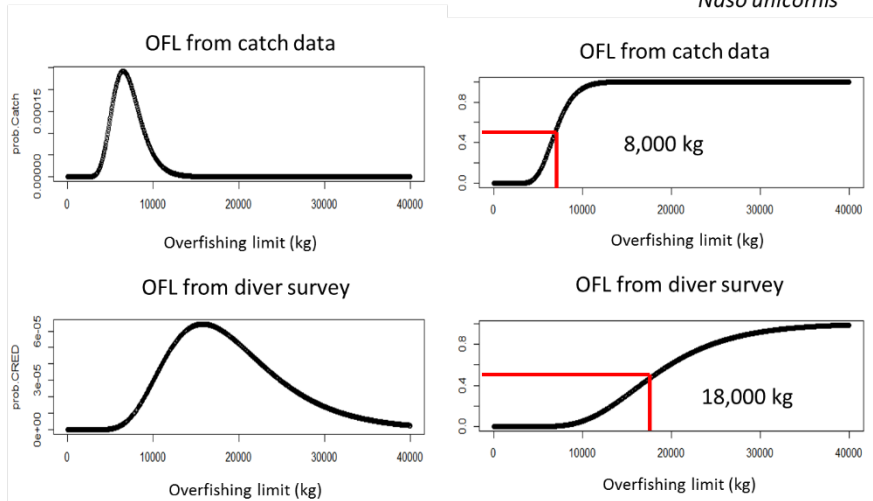 Naso unicornis
OFL from catch data
prob.Catch
0.00000 0.00015
0 10000 20000 30000 40000
Overfishing limit (kg)
OFL from catch data
0.0 0.4 0.8
8,000 kg
0 10000 20000 30000 40000
Overfishing limit (kg)
OFL from diver survey
prob.CRED
0e+00 3e-05 6e-05
0 10000 20000 30000 40000
Overfishing limit (kg)
OFL from diver survey
0.0 0.4 0.8
18,000 kg
0 10000 20000 30000 40000
Overfishing limit (kg)